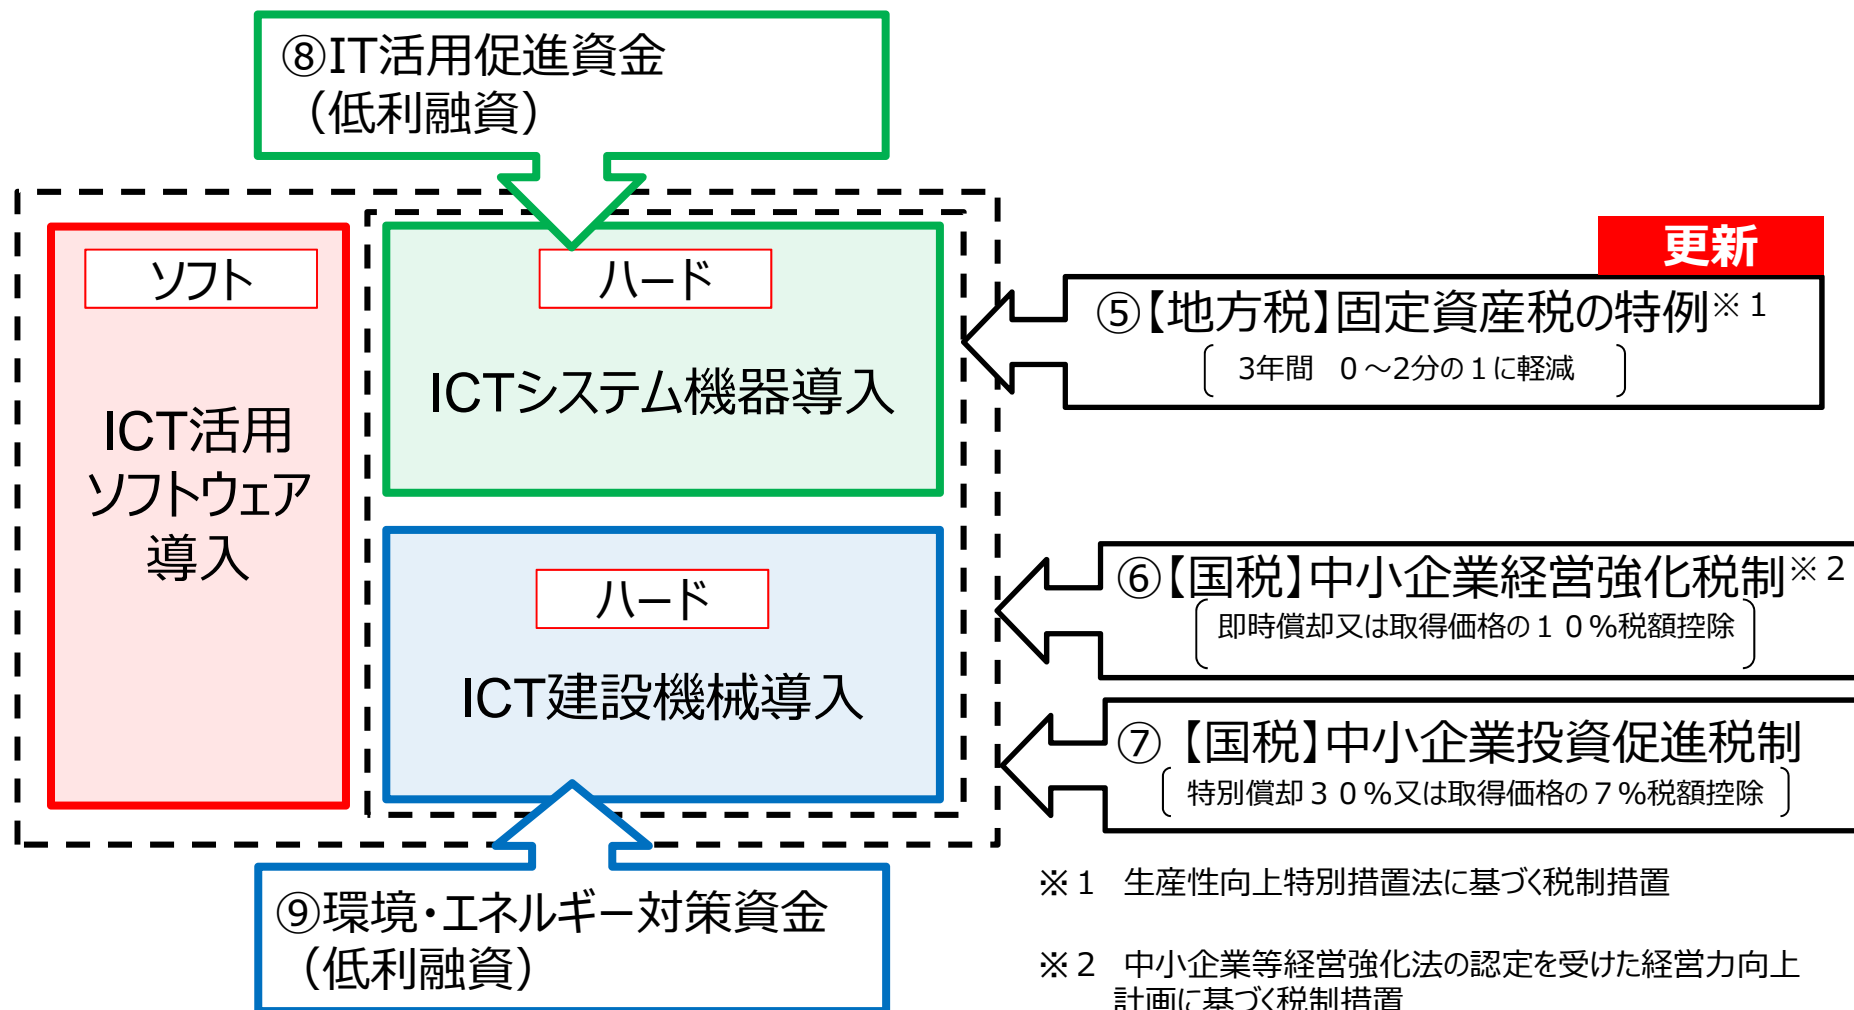 ⑧IT活用促進資金
（低利融資）
ソフト
ICT活用
ソフトウェア
導入
ハード
ICTシステム機器導入
ハード
ICT建設機械導入
更新
⑤【地方税】固定資産税の特例※１
3年間　０～2分の１に軽減
⑥【国税】中小企業経営強化税制※２
即時償却又は取得価格の１０％税額控除
⑦【国税】中小企業投資促進税制
特別償却３０％又は取得価格の７％税額控除
⑨環境・エネルギー対策資金
（低利融資）
※１　生産性向上特別措置法に基づく税制措置
※２　中小企業等経営強化法の認定を受けた経営力向上
計画に基づく税制措置